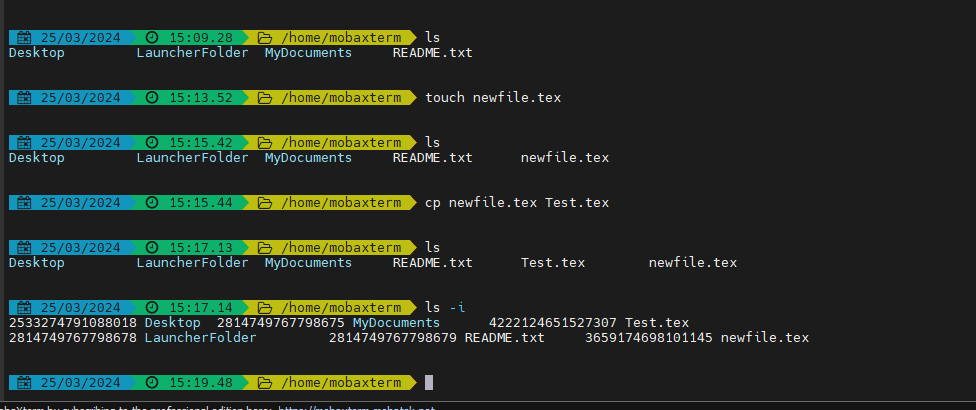 25/03/2024 15:09.28 /home/mobaxterm ls
Desktop LauncherFolder MyDocuments README.txt
25/03/2024 15:13.52 /home/mobaxterm touch newfile.tex
25/03/2024 15:15.42 /home/mobaxterm ls
Desktop LauncherFolder MyDocuments README.txt newfile.tex
25/03/2024 15:15.44 /home/mobaxterm cp newfile.tex Test.tex
25/03/2024 15:17.13 /home/mobaxterm ls
Desktop LauncherFolder MyDocuments README.txt Test.tex newfile.tex
25/03/2024 15:17.14 /home/mobaxterm ls -i
2533274791088018 Desktop 2814749767798675 MyDocuments 4222124651527307 Test.tex
2814749767798678 LauncherFolder 2814749767798679 README.txt 3659174698101145 newfile.tex
25/03/2024 15:19.48 /home/mobaxterm
by subscribing to the professional edition here: https://mobaxterm.mobatek.net